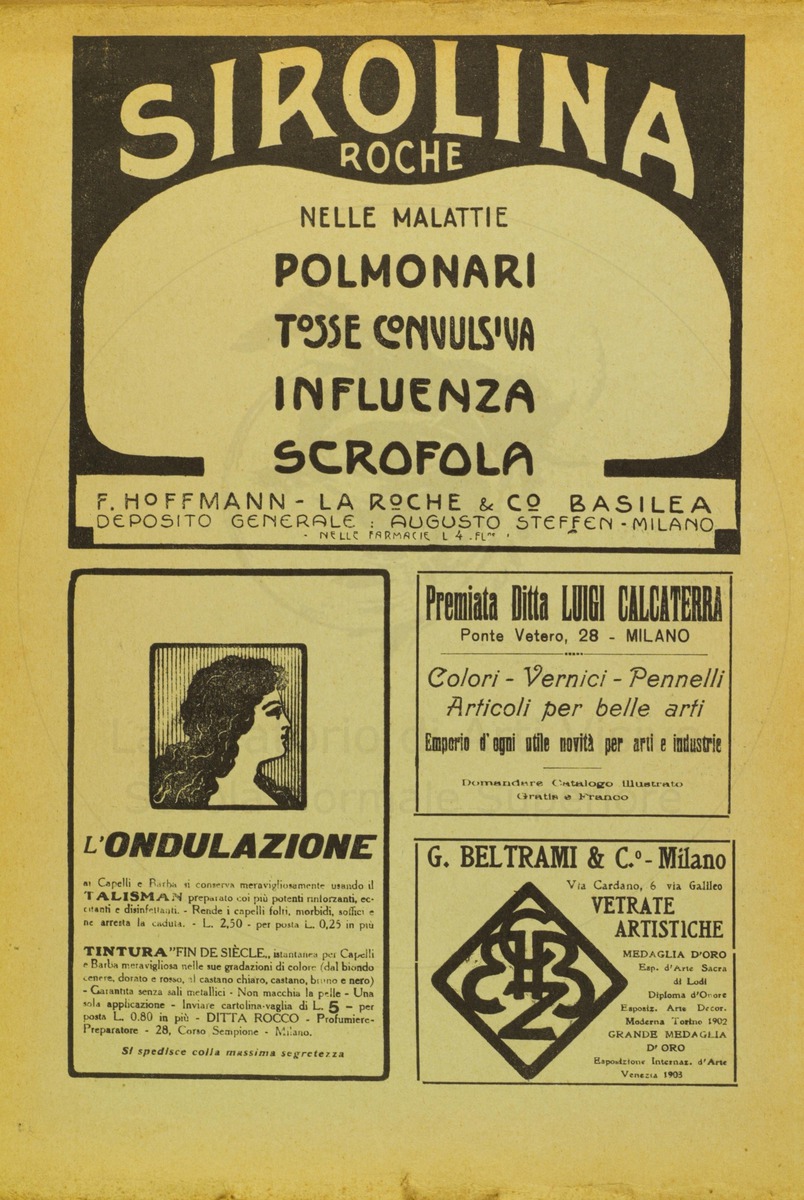 SIROLINA
ROCHE
NELLE MALATTIE
POLMONARI
TOSSE CONVULSIVA
INFLUENZA
SCROFOLA
F. HOFFMANN - LA ROCHE & Co BASILEA
DEPOSITO GENERALE : AUGUSTO STEFFEN - MILANO
- NELLE FARMACIE L 4 .FL..
L'ONDULAZIONE
ai Capelli e Barba si conserva meravigliosamente usando il
TALISMAN preparato coi più potenti rinforzanti, ec-
citanti e disinfettanti. - Rende i capelli folti, morbidi, soffici e
ne arresta la caduta. - L. 2,50 - per posta L. 0,25 in più
TINTURA "FIN DE SIÈCLE„ istantanea per Capelli
e Barba meravigliosa nelle sue gradazioni di colore (dal biondo
cenere, dorato e rosso, al castano chiaro, castano, bruno e nero)
- Garantita senza sali metallici - Non macchia la pelle - Una
sola applicazione - Inviare cartolina-vaglia di L. 5 - per
posta L. 0.80 in più - DITTA ROCCO - Profumiere-
Preparatore - 28, Corso Sempione - Milano.
Si spedisce colla massima segretezza
Premiata Ditta LUIGI CALCATERRA
Ponte Vetero, 28 - MILANO
Colori - Vernici - Pennelli
Articoli per belle arti
Emporio d'ogni utile novità per arti e industrie
Domandare Catalogo illustrato
Gratis e Franco
G. BELTRAMI & C.o - Milano
Via Cardano, 6 via Galileo
VETRATE
ARTISTICHE
MEDAGLIA D'ORO
Esp. d'Arte Sacra
di Lodi
Diploma d'Onore
Esposiz. Arte Decor.
Moderna Torino 1902
GRANDE MEDAGLIA
D'ORO
Esposizione Internaz. d'Arte
Venezia 1903